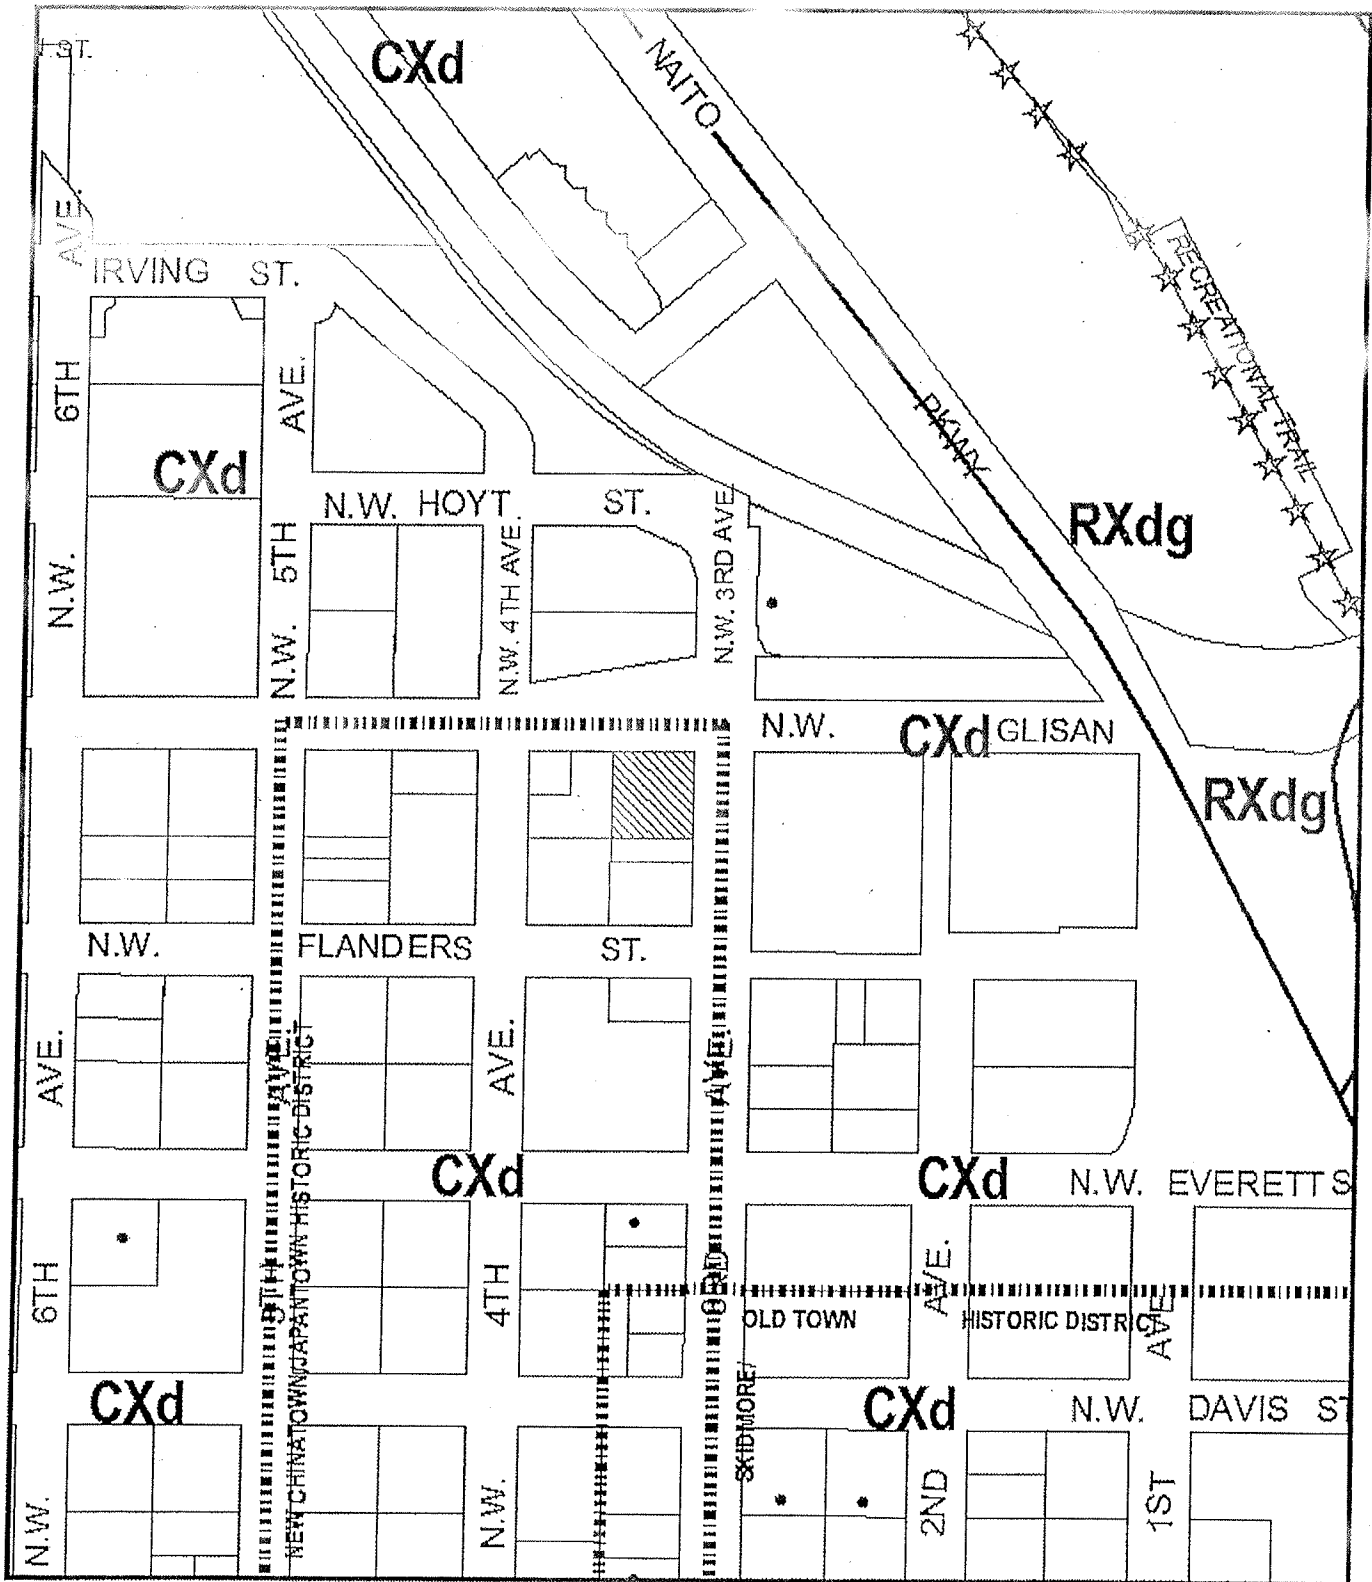 T. ST.
CXd
NAITO
AVE.
IRVING ST.
RECREATIONAL TRAIL
6TH
AVE.
PKWY
CXd
N.W. HOYT ST.
RXdg
N.W.
N.W. 5TH
N.W. 4TH AVE.
N.W. 3RD AVE.
N.W. CXd GLISAN
RXdg
N.W. FLANDERS ST.
AVE.
AVE.
AVE.
AVE.
NEW CHINATOWN/JAPANTOWN HISTORIC DISTRICT
CXd
CXd
N.W. EVERETT S
6TH
5TH
4TH
3RD
AVE.
AVE.
OLD TOWN HISTORIC DISTRICT
SKIDMORE/
CXd
CXd
N.W. DAVIS ST
N.W.
N.W.
2ND
1ST